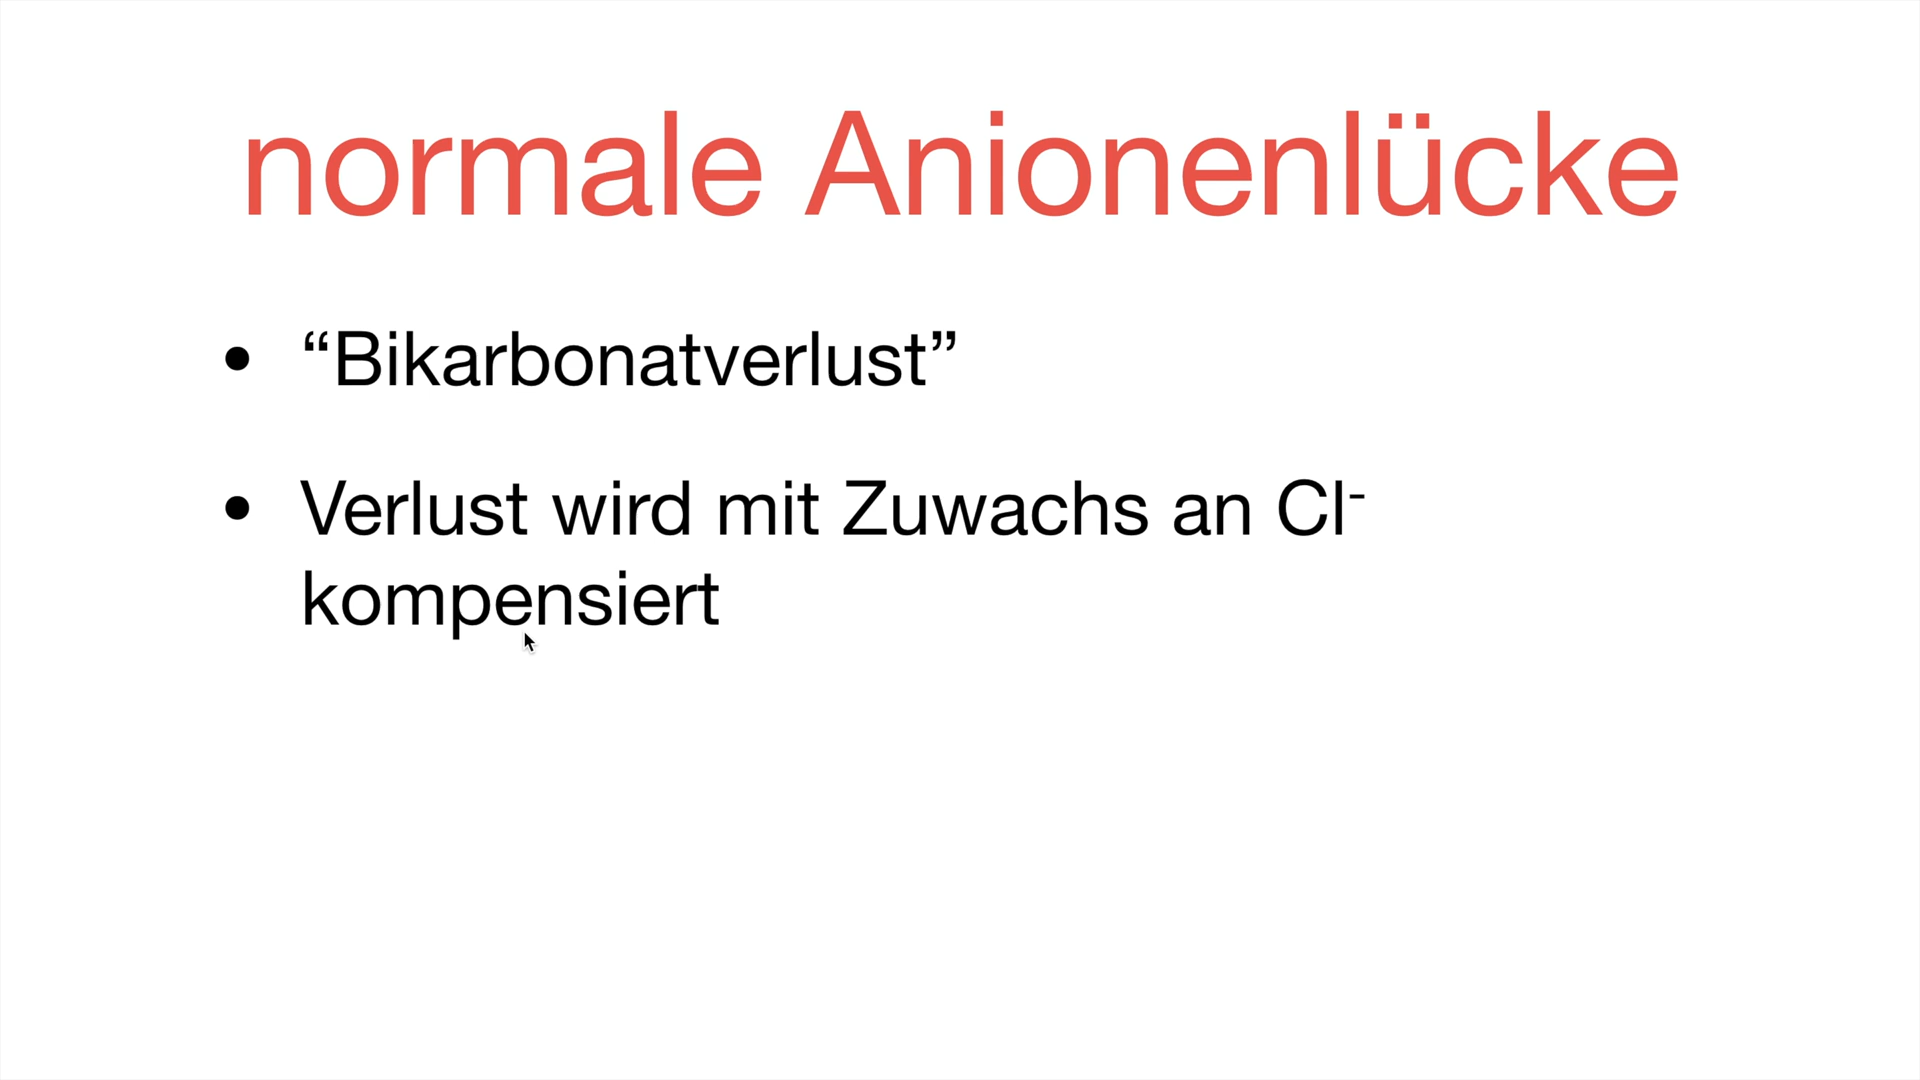 normale Anionenlücke
• “Bikarbonatverlust”
• Verlust wird mit Zuwachs an Cl⁻
kompensiert